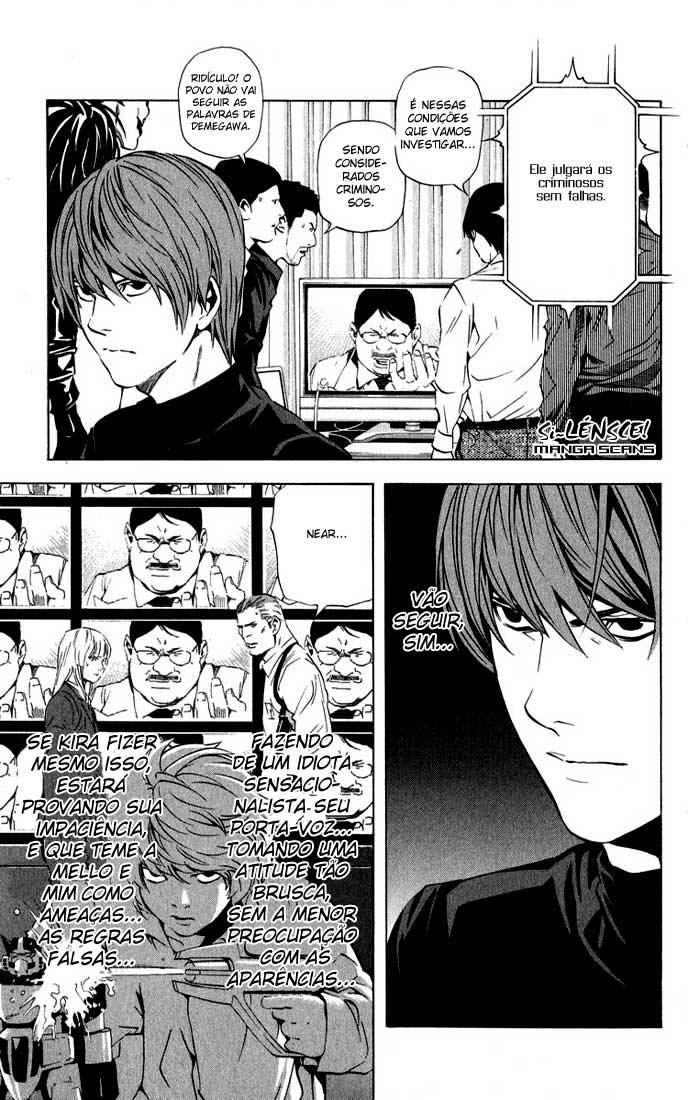 Ele julgará os
criminosos
sem falhas.
É NESSAS
CONDIÇÕES
QUE VAMOS
INVESTIGAR...
SENDO
CONSIDE-
RADOS
CRIMINO-
SOS.
RIDÍCULO! O
POVO NÃO VAI
SEGUIR AS
PALAVRAS DE
DEMEGAWA.
Si-LÉNSCE!
MANGA SCANS
VÃO
SEGUIR,
SIM...
NEAR...
FAZENDO
DE UM IDIOTA
SENSACIO-
NALISTA SEU
PORTA-VOZ...
TOMANDO UMA
ATITUDE TÃO
BRUSCA,
SEM A MENOR
PREOCUPAÇÃO
COM AS
APARÊNCIAS...
SE KIRA FIZER
MESMO ISSO,
ESTARÁ
PROVANDO SUA
IMPACIÊNCIA,
E QUE TEME A
MELLO E
MIM COMO
AMEAÇAS...
AS REGRAS
FALSAS...